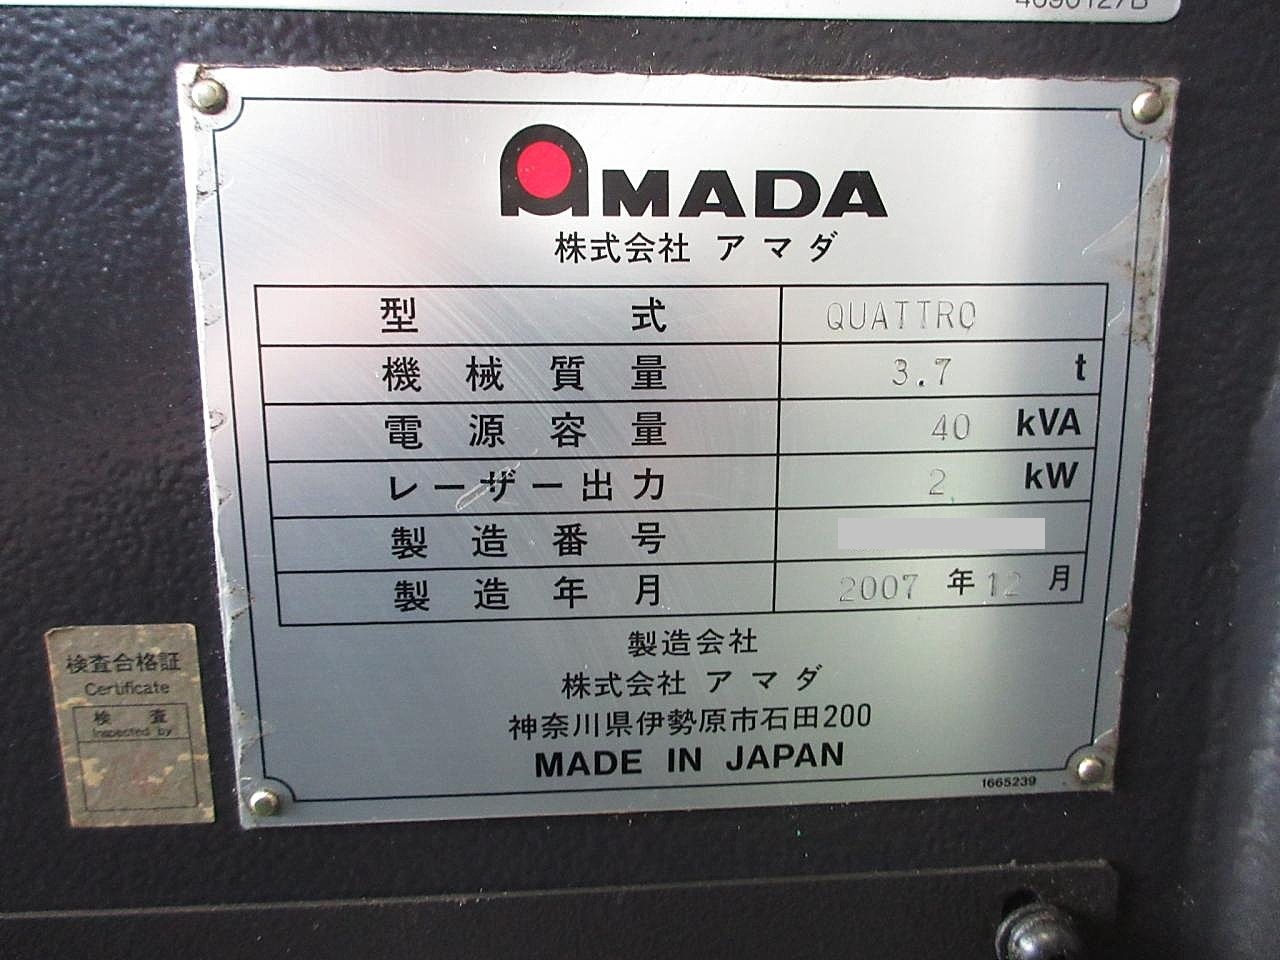 AMADA
株式会社 アマダ
型式 QUATTRO
機械質量 3.7 t
電源容量 40 kVA
レーザー出力 2 kW
製造番号
製造年月 2007 年 12 月
製造会社
株式会社 アマダ
神奈川県伊勢原市石田200
MADE IN JAPAN
1665239
検査合格証
Certificate
検査
Inspected by